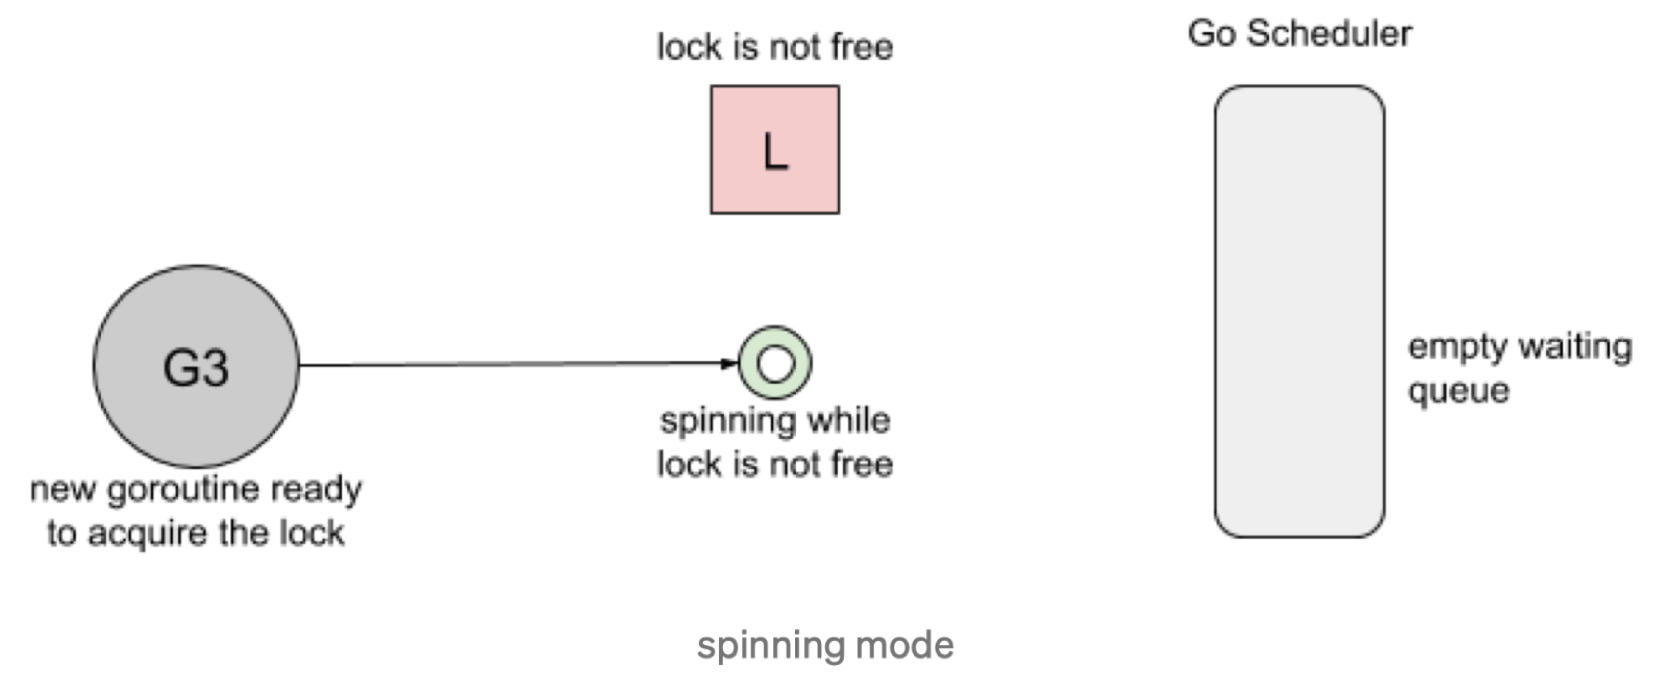 lock is not free
Go Scheduler
L
G3
new goroutine ready
to acquire the lock
spinning while
lock is not free
empty waiting
queue
spinning mode